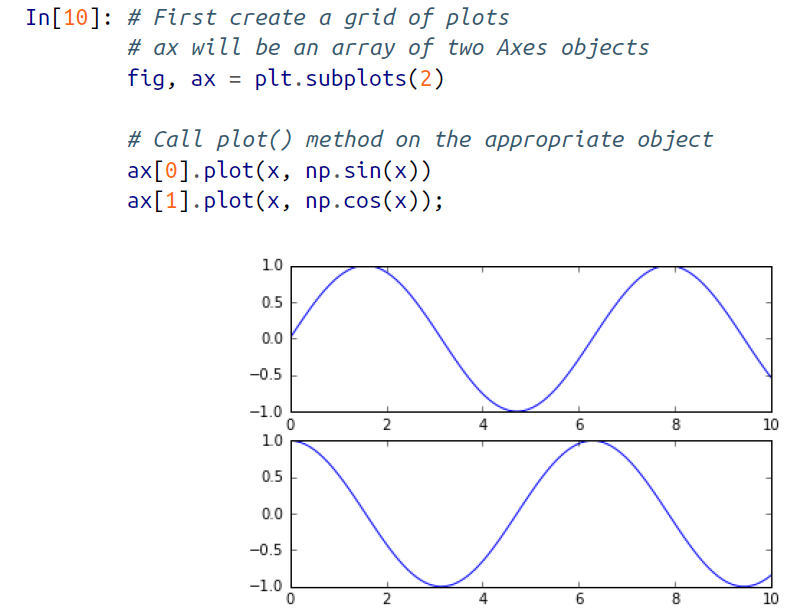 In[10]: # First create a grid of plots
# ax will be an array of two Axes objects
fig, ax = plt.subplots(2)
# Call plot() method on the appropriate object
ax[0].plot(x, np.sin(x))
ax[1].plot(x, np.cos(x));
1.0
0.5
0.0
−0.5
−1.0
0 2 4 6 8 10
1.0
0.5
0.0
−0.5
−1.0
0 2 4 6 8 10